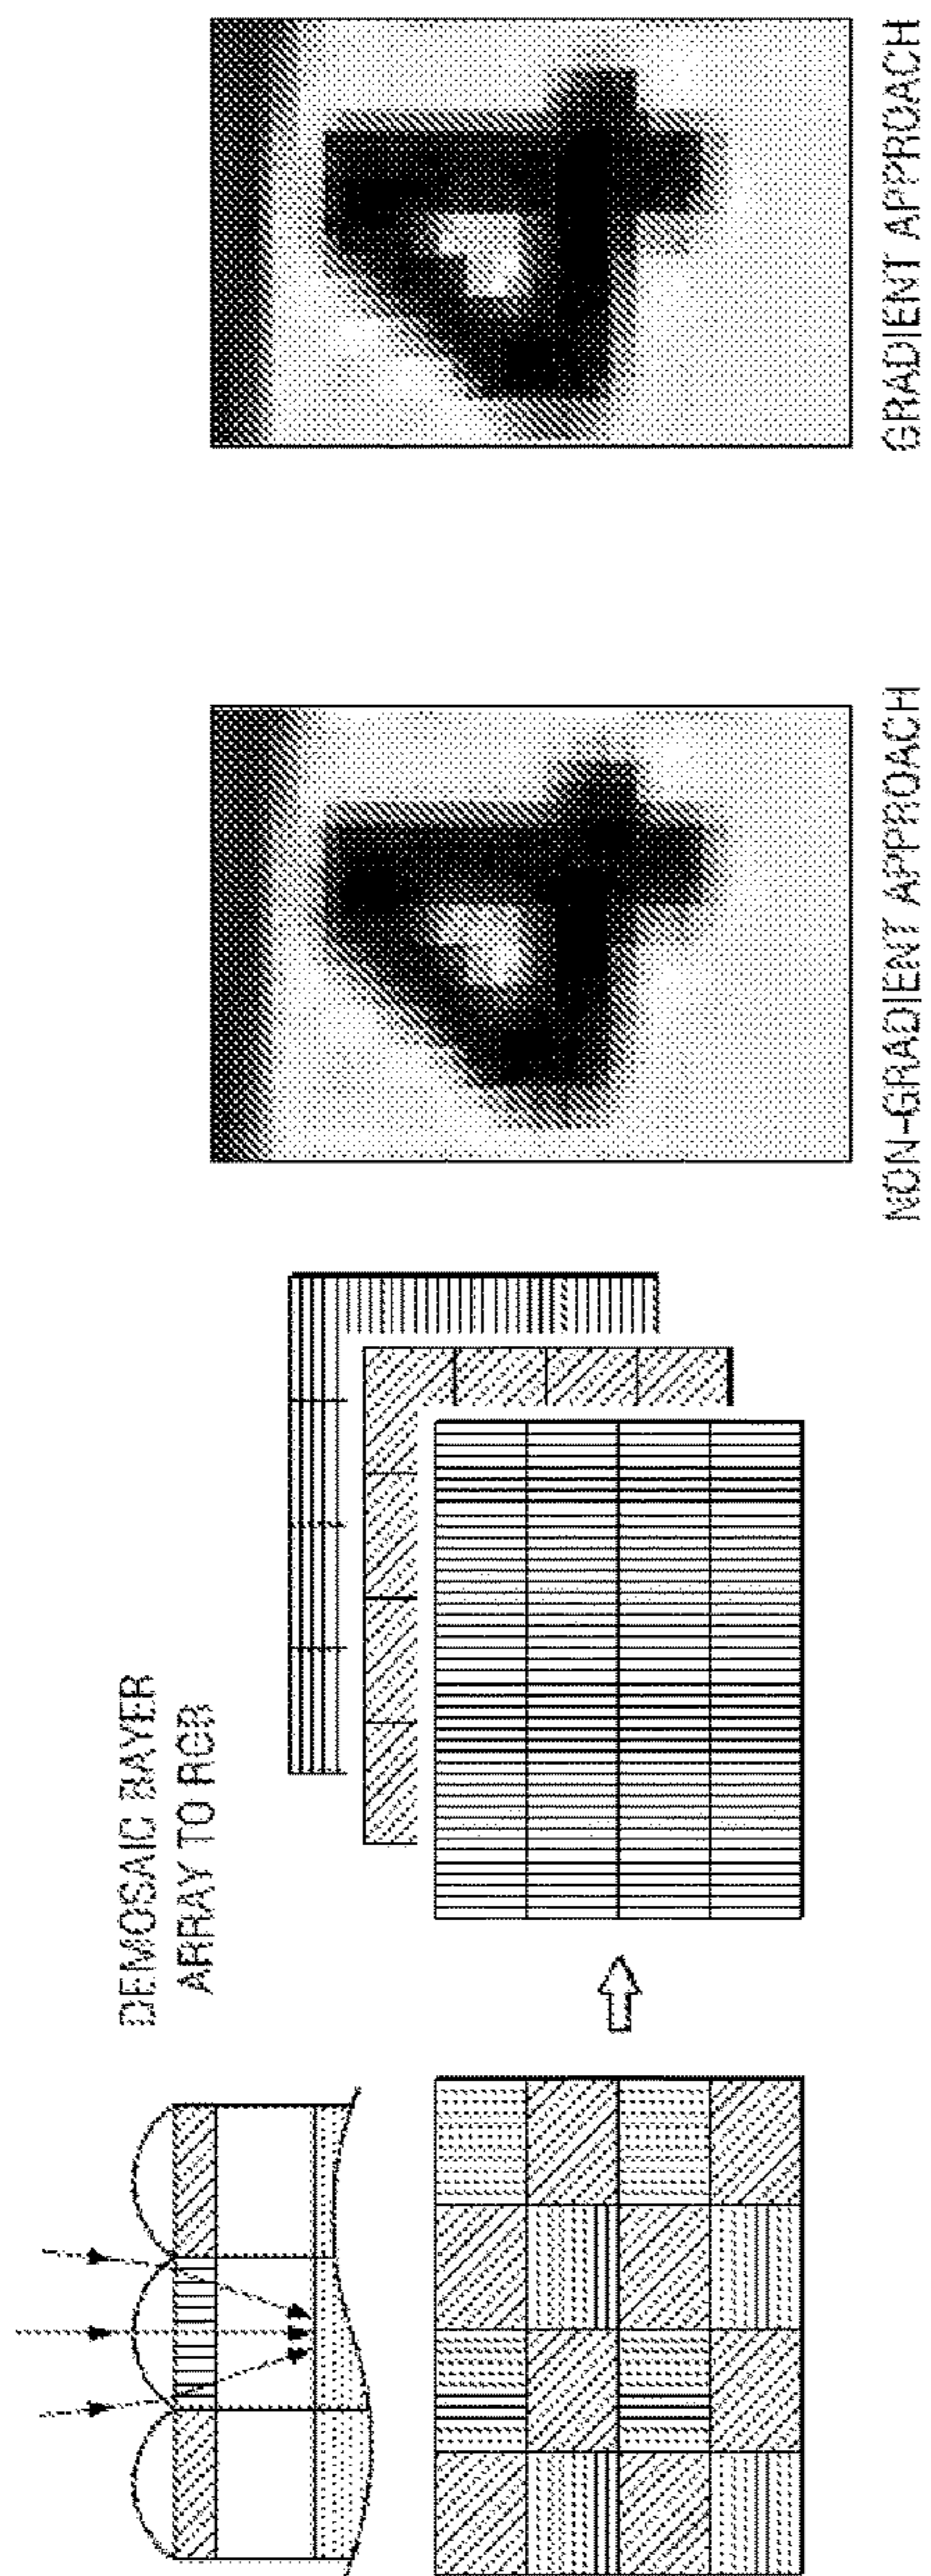 DEMOSAIC BAYER
ARRAY TO RGB
NON-GRADIENT APPROACH
GRADIENT APPROACH